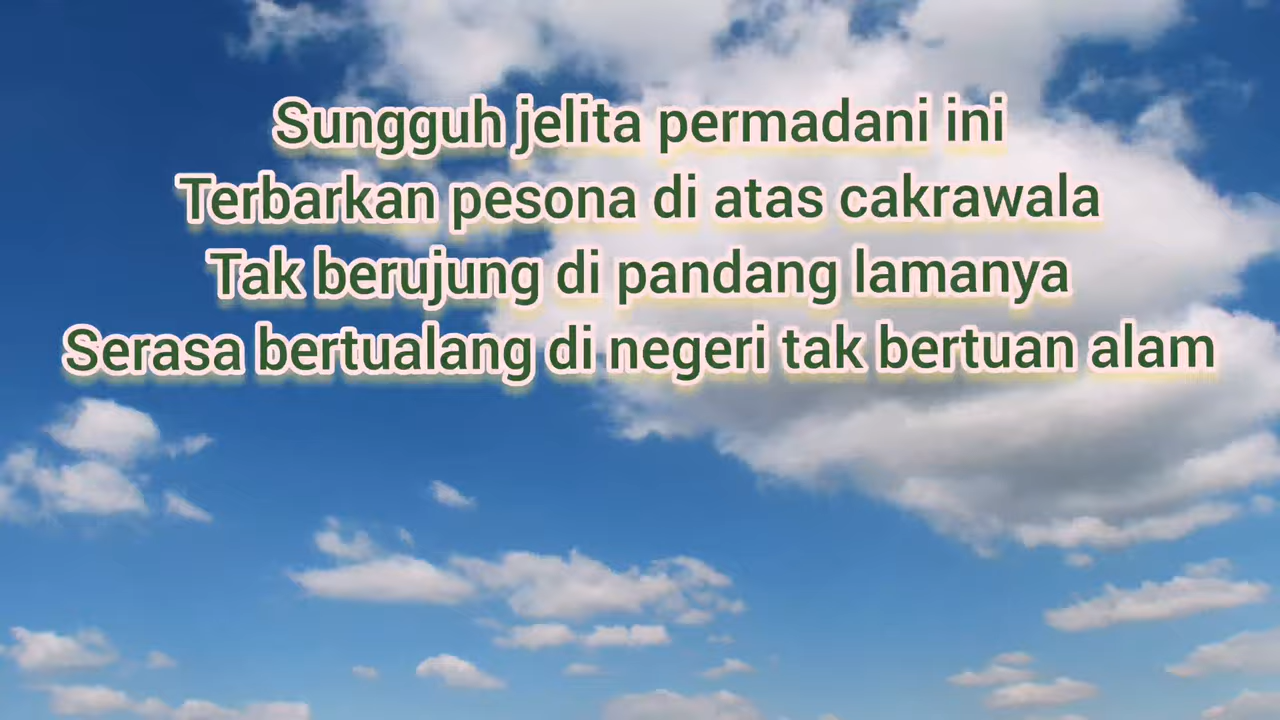 Sungguh jelita permadani ini
Terbarkan pesona di atas cakrawala
Tak berujung di pandang lamanya
Serasa bertualang di negeri tak bertuan alam